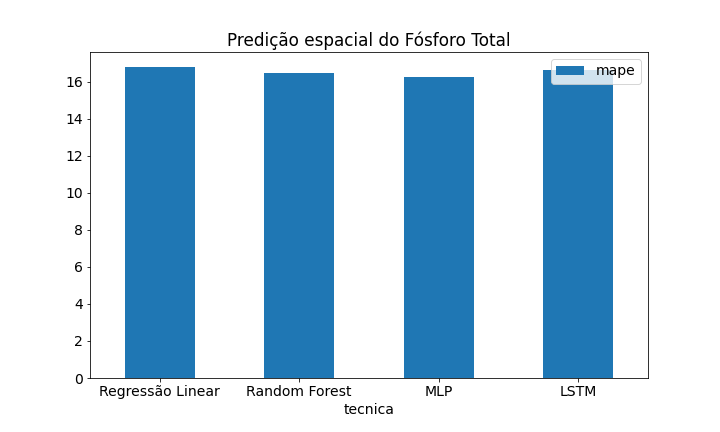 Predição espacial do Fósforo Total
mape
16
14
12
10
8
6
4
2
0
Regressão Linear Random Forest MLP LSTM
tecnica